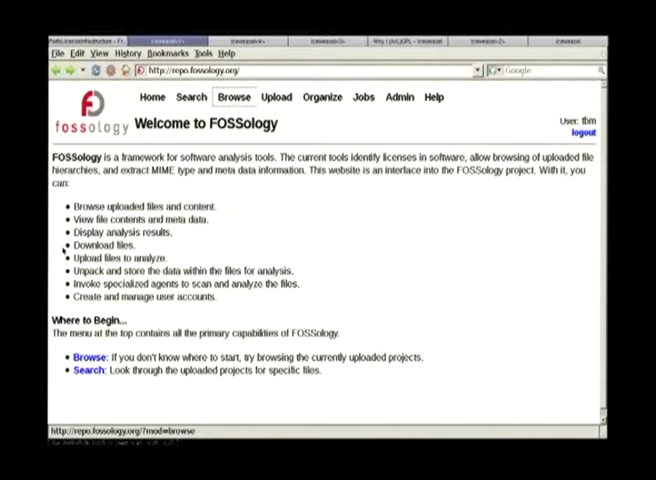 File Edit View History Bookmarks Tools Help
http://repo.fossology.org/
Google
Home Search Browse Upload Organize Jobs Admin Help
fossology
Welcome to FOSSology
User: tbm
logout
FOSSology is a framework for software analysis tools. The current tools identify licenses in software, allow browsing of uploaded file
hierarchies, and extract MIME type and meta data information. This website is an interface into the FOSSology project. With it, you
can:
• Browse uploaded files and content.
• View file contents and meta data.
• Display analysis results.
• Download files.
• Upload files to analyze.
• Unpack and store the data within the files for analysis.
• Invoke specialized agents to scan and analyze the files.
• Create and manage user accounts.
Where to Begin...
The menu at the top contains all the primary capabilities of FOSSology.
• Browse: If you don't know where to start, try browsing the currently uploaded projects.
• Search: Look through the uploaded projects for specific files.
http://repo.fossology.org/?mod=browse